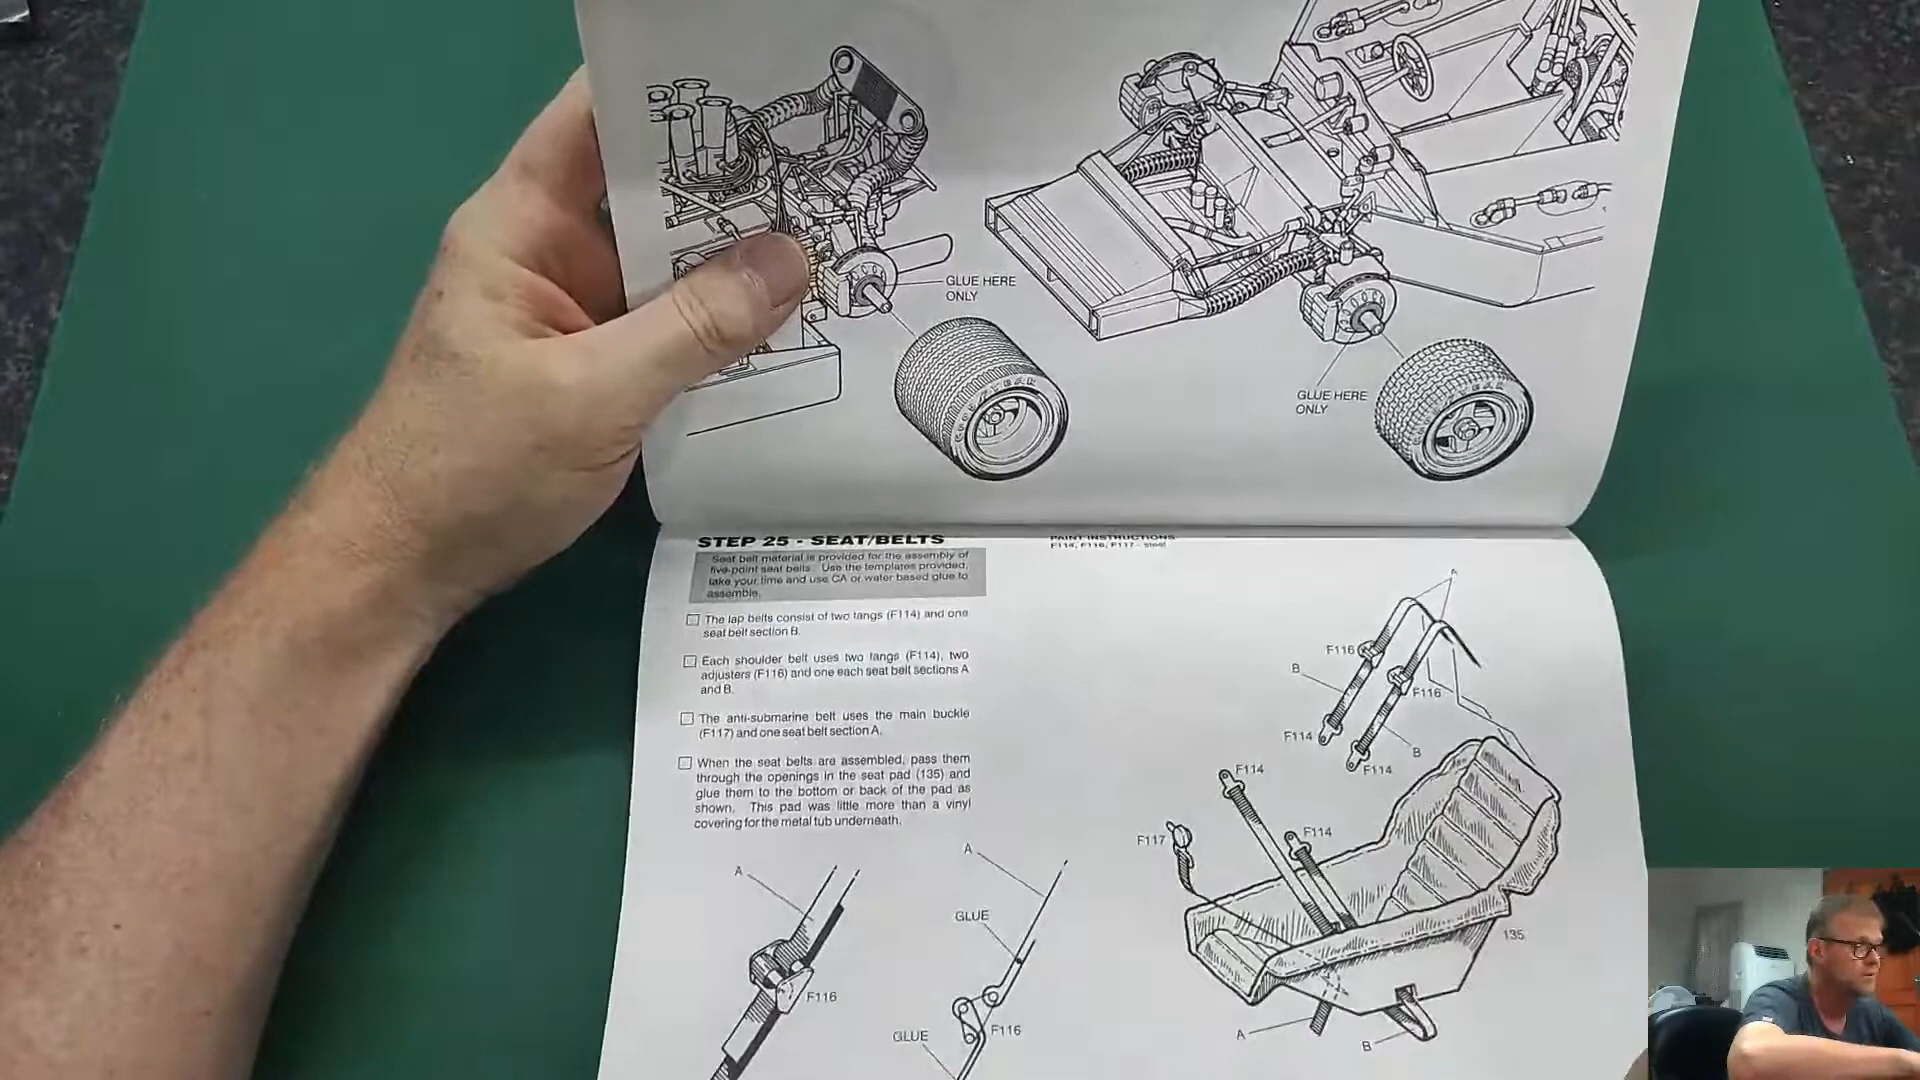 GLUE HERE
ONLY
GLUE HERE
ONLY
GOODYEAR
STEP 25 - SEAT/BELTS
Seat belt material is provided for the assembly of
five-point seat belts. Use the templates provided,
take your time and use CA or water based glue to
assemble.
The lap belts consist of two tangs (F114) and one
seat belt section B.
Each shoulder belt uses two tangs (F114), two
adjusters (F116) and one each seat belt sections A
and B.
The anti-submarine belt uses the main buckle
(F117) and one seat belt section A.
When the seat belts are assembled, pass them
through the openings in the seat pad (135) and
glue them to the bottom or back of the pad as
shown. This pad was little more than a vinyl
covering for the metal tub underneath.
PAINT INSTRUCTIONS
F114, F116, F117 - steel
A
F116
B
F116
F114
B
F114
F114
F114
F117
135
A
B
A
F116
A
GLUE
F116
GLUE